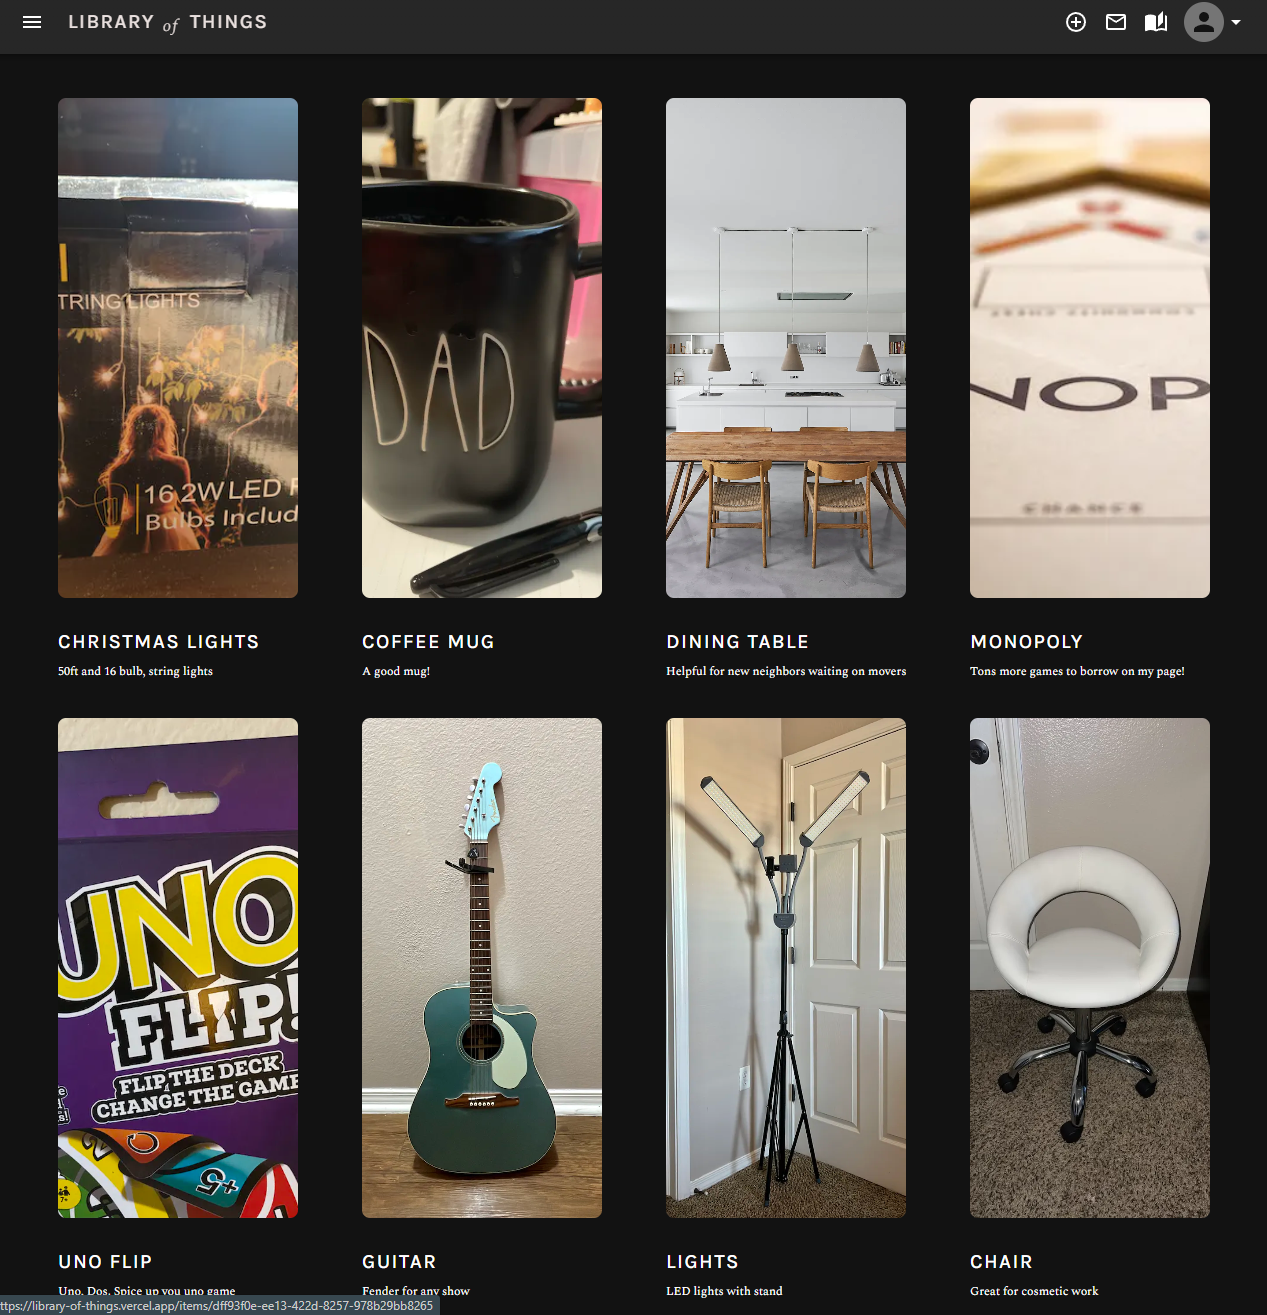 LIBRARY of THINGS
TRING LIGHTS
16 2W LED
Bulbs Includ
DAD
NOP
CHANCE
CHRISTMAS LIGHTS
50ft and 16 bulb, string lights
COFFEE MUG
A good mug!
DINING TABLE
Helpful for new neighbors waiting on movers
MONOPOLY
Tons more games to borrow on my page!
UNO
FLIP!
FLIP THE DECK
CHANGE THE GAME
+5
7+
UNO FLIP
Uno, Dos, Spice up you uno game
GUITAR
Fender for any show
LIGHTS
LED lights with stand
CHAIR
Great for cosmetic work
ttps://library-of-things.vercel.app/items/dff93f0e-ee13-422d-8257-978b29bb8265